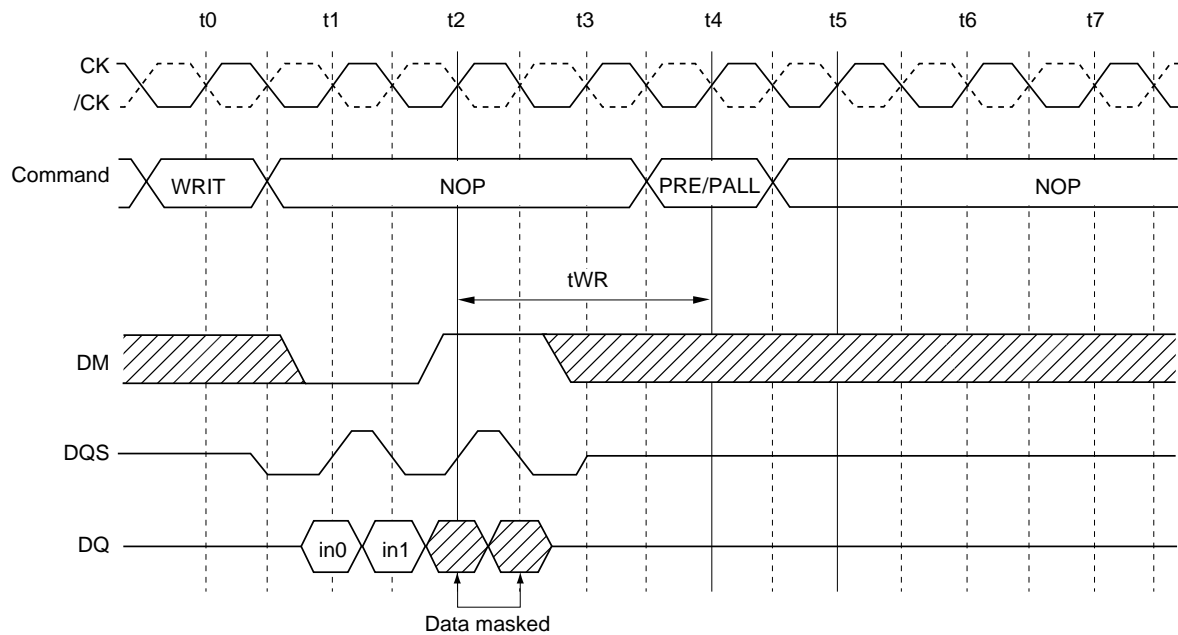 t0 t1 t2 t3 t4 t5 t6 t7
CK
/CK
Command WRIT NOP PRE/PALL NOP
tWR
DM
DQS
DQ in0 in1
Data masked